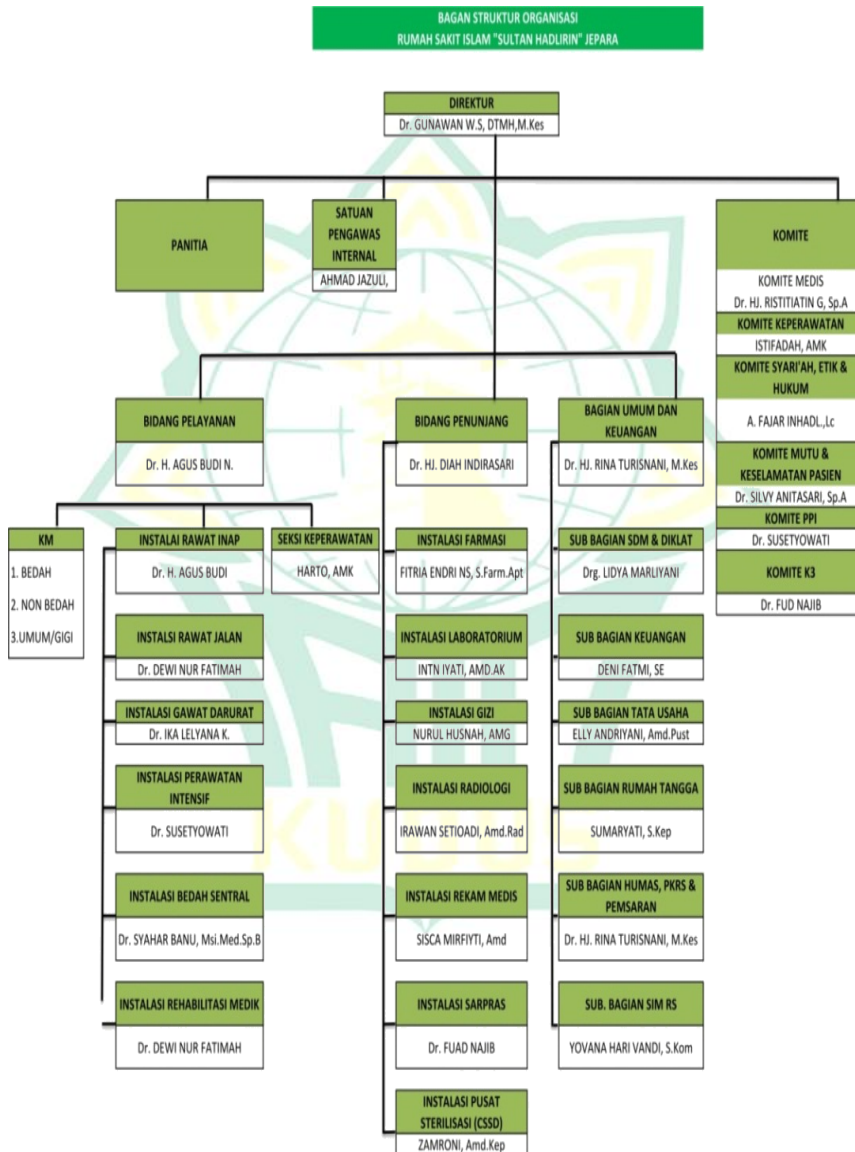 BAGAN STRUKTUR ORGANISASI
RUMAH SAKIT ISLAM "SULTAN HADLIRIN" JEPARA
DIREKTUR
Dr. GUNAWAN W.S, DTMH,M.Kes
PANITIA
SATUAN
PENGAWAS
INTERNAL
AHMAD JAZULI,
KOMITE
KOMITE MEDIS
Dr. HJ. RISTITIATIN G, Sp.A
KOMITE KEPERAWATAN
ISTIFADAH, AMK
KOMITE SYARI'AH, ETIK &
HUKUM
A. FAJAR INHADL.,Lc
KOMITE MUTU &
KESELAMATAN PASIEN
Dr. SILVY ANITASARI, Sp.A
KOMITE PPI
Dr. SUSETYOWATI
KOMITE K3
Dr. FUD NAJIB
BIDANG PELAYANAN
Dr. H. AGUS BUDI N.
BIDANG PENUNJANG
Dr. HJ. DIAH INDIRASARI
BAGIAN UMUM DAN
KEUANGAN
Dr. HJ. RINA TURISNANI, M.Kes
KM
1. BEDAH
2. NON BEDAH
3.UMUM/GIGI
INSTALAI RAWAT INAP
Dr. H. AGUS BUDI
SEKSI KEPERAWATAN
HARTO, AMK
INSTALSI RAWAT JALAN
Dr. DEWI NUR FATIMAH
INSTALASI GAWAT DARURAT
Dr. IKA LELYANA K.
INSTALASI PERAWATAN
INTENSIF
Dr. SUSETYOWATI
INSTALASI BEDAH SENTRAL
Dr. SYAHAR BANU, Msi.Med.Sp.B
INSTALASI REHABILITASI MEDIK
Dr. DEWI NUR FATIMAH
INSTALASI FARMASI
FITRIA ENDRI NS, S.Farm.Apt
INSTALASI LABORATORIUM
INTN IYATI, AMD.AK
INSTALASI GIZI
NURUL HUSNAH, AMG
INSTALASI RADIOLOGI
IRAWAN SETIOADI, Amd.Rad
INSTALASI REKAM MEDIS
SISCA MIRFIYTI, Amd
INSTALASI SARPRAS
Dr. FUAD NAJIB
INSTALASI PUSAT
STERILISASI (CSSD)
ZAMRONI, Amd.Kep
SUB BAGIAN SDM & DIKLAT
Drg. LIDYA MARLIYANI
SUB BAGIAN KEUANGAN
DENI FATMI, SE
SUB BAGIAN TATA USAHA
ELLY ANDRIYANI, Amd.Pust
SUB BAGIAN RUMAH TANGGA
SUMARYATI, S.Kep
SUB BAGIAN HUMAS, PKRS &
PEMSARAN
Dr. HJ. RINA TURISNANI, M.Kes
SUB. BAGIAN SIM RS
YOVANA HARI VANDI, S.Kom
KUDUS